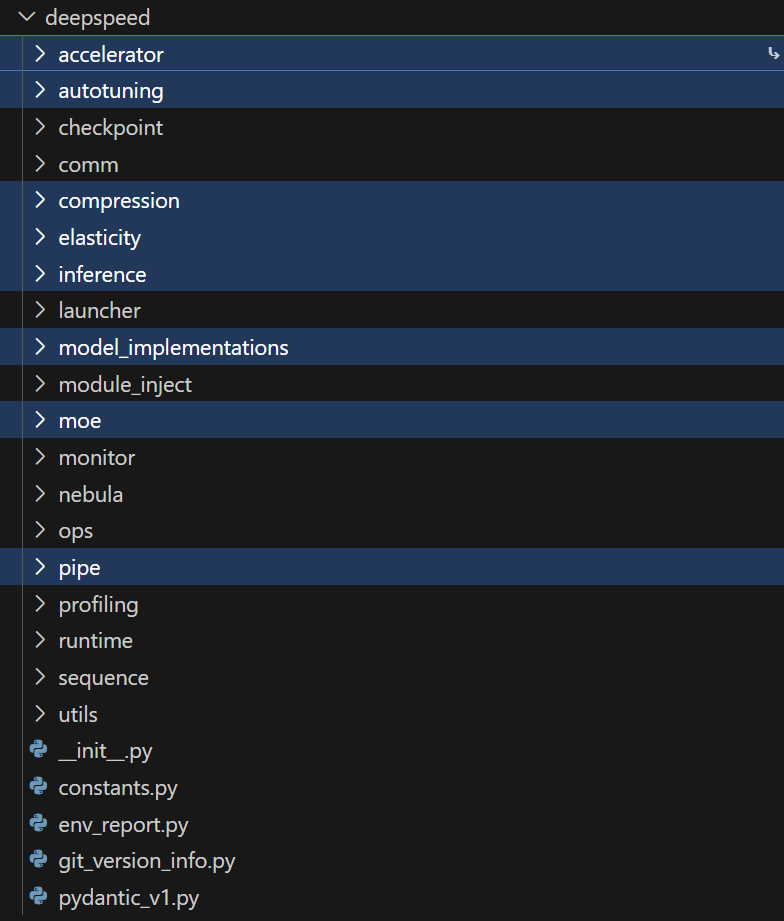 deepspeed
accelerator
autotuning
checkpoint
comm
compression
elasticity
inference
launcher
model_implementations
module_inject
moe
monitor
nebula
ops
pipe
profiling
runtime
sequence
utils
__init__.py
constants.py
env_report.py
git_version_info.py
pydantic_v1.py